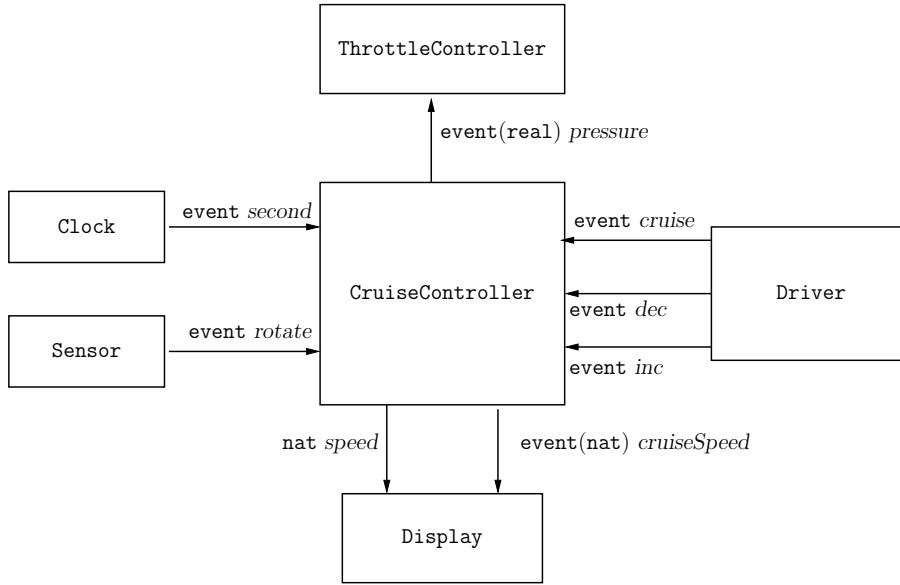 ThrottleController
event(real) pressure
Clock
event second
event cruise
CruiseController
Driver
event dec
Sensor
event rotate
event inc
nat speed
event(nat) cruiseSpeed
Display